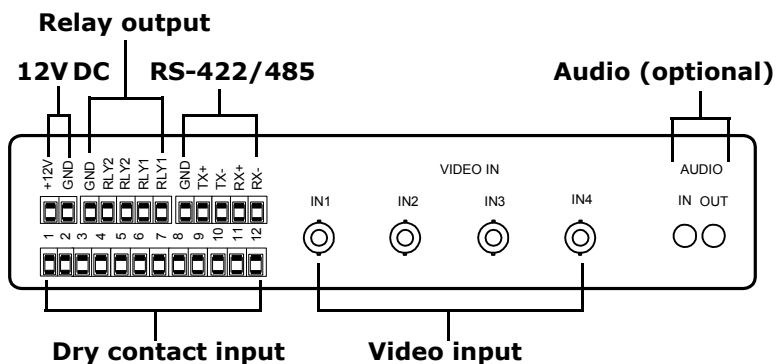 Relay output
12V DC RS-422/485 Audio (optional)
+12V GND GND RLY2 RLY2 RLY1 RLY1 GND TX+ TX- RX+ RX-
VIDEO IN AUDIO
IN1 IN2 IN3 IN4 IN OUT
1 2 3 4 5 6 7 8 9 10 11 12
Dry contact input Video input